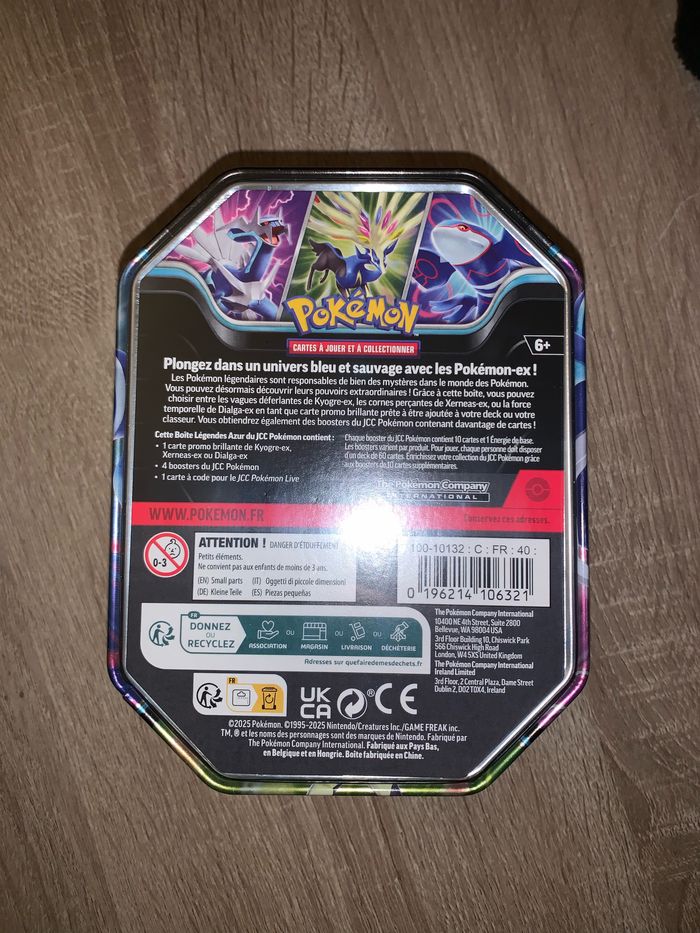 POKÉMON
CARTES À JOUER ET À COLLECTIONNER
6+
Plongez dans un univers bleu et sauvage avec les Pokémon-ex !
Les Pokémon légendaires sont responsables de bien des mystères dans le monde des Pokémon.
Vous pouvez désormais découvrir leurs pouvoirs extraordinaires ! Grâce à cette boîte, vous pouvez
choisir entre les vagues déferlantes de Kyogre-ex, les cornes perçantes de Xerneas-ex, ou la force
temporelle de Dialga-ex en tant que carte promo brillante prête à être ajoutée à votre deck ou votre
classeur. Vous obtiendrez également des boosters du JCC Pokémon contenant davantage de cartes !
Cette Boîte Légendes Azur du JCC Pokémon contient :
• 1 carte promo brillante de Kyogre-ex,
Xerneas-ex ou Dialga-ex
• 4 boosters du JCC Pokémon
• 1 carte à code pour le JCC Pokémon Live
Chaque booster du JCC Pokémon contient 10 cartes et 1 Énergie de base.
Les boosters varient par produit. Pour jouer, chaque personne doit disposer
d'un deck de 60 cartes. Enrichissez votre collection du JCC Pokémon grâce
aux boosters de 10 cartes supplémentaires.
The Pokémon Company
INTERNATIONAL
WWW.POKEMON.FR
Conservez ces adresses.
0-3
ATTENTION ! DANGER D'ÉTOUFFEMENT
Petits éléments.
Ne convient pas aux enfants de moins de 3 ans.
(EN) Small parts (IT) Oggetti di piccole dimensioni
(DE) Kleine Teile (ES) Piezas pequeñas
100-10132 : C : FR : 40 :
0 196214 106321
FR
DONNEZ
OU
RECYCLEZ
ASSOCIATION OU MAGASIN OU LIVRAISON OU DÉCHÈTERIE
Adresses sur quefairedemesdechets.fr
The Pokémon Company International
10400 NE 4th Street, Suite 2800
Bellevue, WA 98004 USA
3rd Floor Building 10, Chiswick Park
566 Chiswick High Road
London, W4 5XS United Kingdom
The Pokémon Company International
Ireland Limited
3rd Floor, 2 Central Plaza, Dame Street
Dublin 2, D02 T0X4, Ireland
FR
UK
CA
CE
©2025 Pokémon. ©1995-2025 Nintendo/Creatures Inc./GAME FREAK inc.
TM, ® et les noms des personnages sont des marques de Nintendo. Fabriqué par
The Pokémon Company International. Fabriqué aux Pays Bas,
en Belgique et en Hongrie. Boîte fabriquée en Chine.